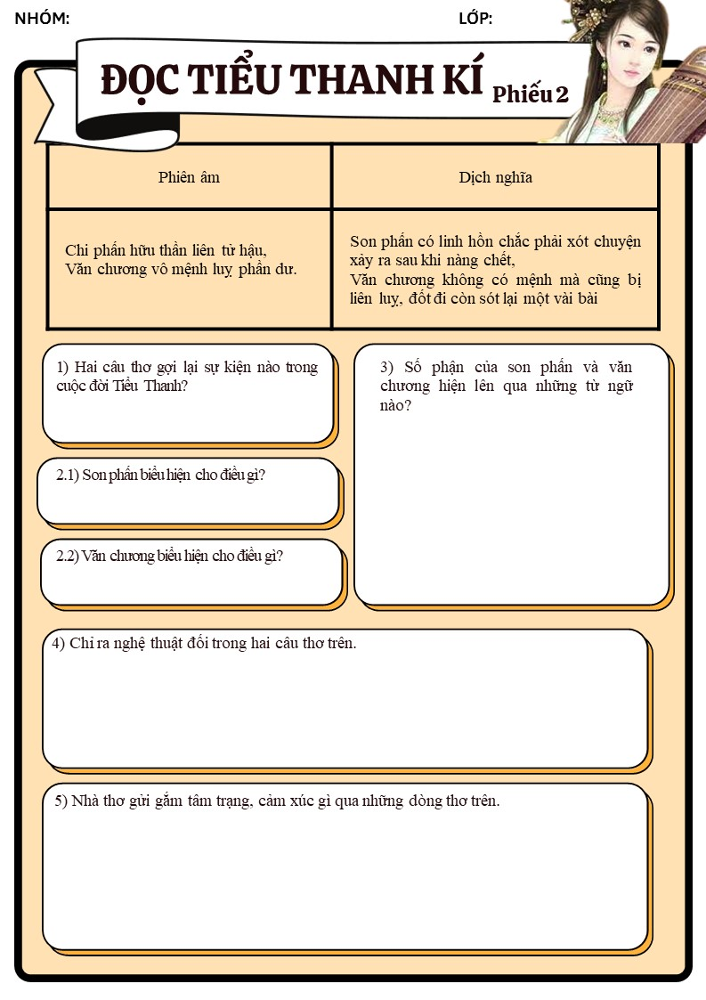 NHÓM: LỚP:
ĐỌC TIỂU THANH KÍ Phiếu 2
Phiên âm
Dịch nghĩa
Chi phấn hữu thần liên tử hậu,
Văn chương vô mệnh luỵ phần dư.
Son phấn có linh hồn chắc phải xót chuyện
xảy ra sau khi nàng chết,
Văn chương không có mệnh mà cũng bị
liên luỵ, đốt đi còn sót lại một vài bài
1) Hai câu thơ gợi lại sự kiện nào trong
cuộc đời Tiểu Thanh?
2.1) Son phấn biểu hiện cho điều gì?
2.2) Văn chương biểu hiện cho điều gì?
3) Số phận của son phấn và văn
chương hiện lên qua những từ ngữ
nào?
4) Chỉ ra nghệ thuật đối trong hai câu thơ trên.
5) Nhà thơ gửi gắm tâm trạng, cảm xúc gì qua những dòng thơ trên.